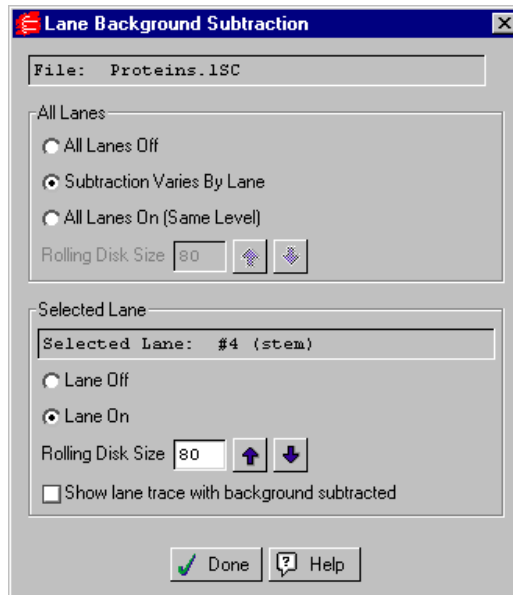 Lane Background Subtraction
File: Proteins.1SC
All Lanes
All Lanes Off
Subtraction Varies By Lane
All Lanes On (Same Level)
Rolling Disk Size 80
Selected Lane
Selected Lane: #4 (stem)
Lane Off
Lane On
Rolling Disk Size 80
Show lane trace with background subtracted
Done Help